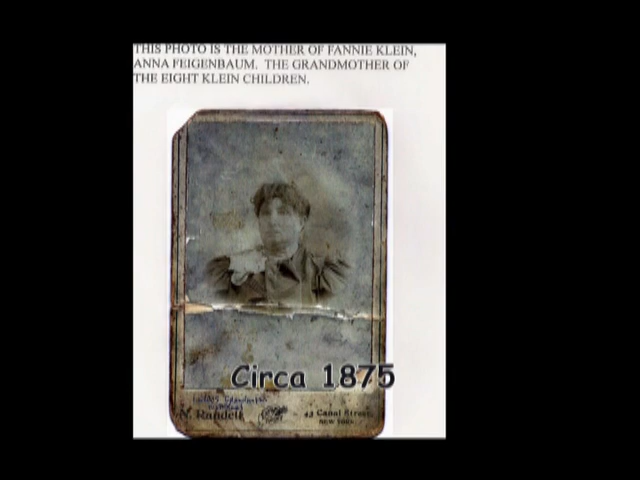 THIS PHOTO IS THE MOTHER OF FANNIE KLEIN,
ANNA FEIGENBAUM. THE GRANDMOTHER OF
THE EIGHT KLEIN CHILDREN.
Circa 1875
N. Randell 43 Canal Street,
NEW YORK